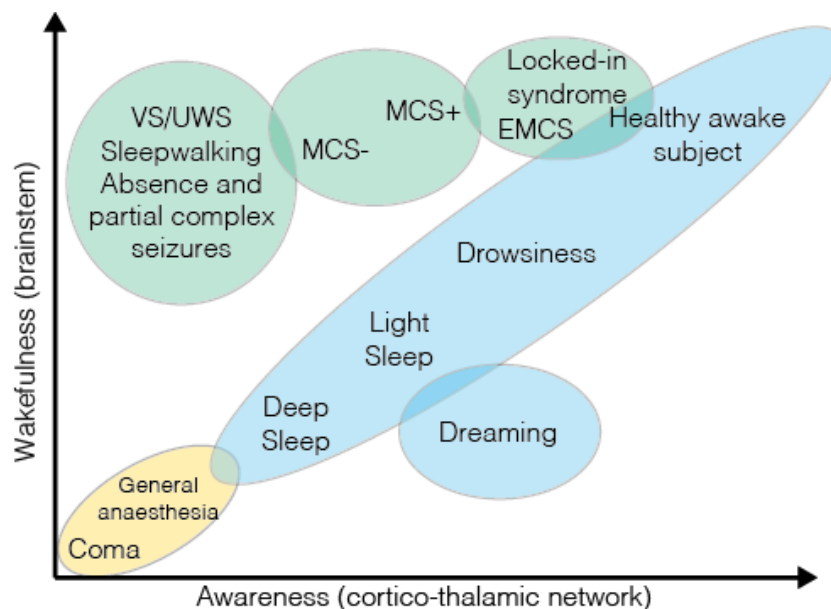 Wakefulness (brainstem)
VS/UWS
Sleepwalking
Absence and
partial complex
seizures
MCS-
MCS+
Locked-in
syndrome
EMCS
Healthy awake
subject
Drowsiness
Light
Sleep
Deep
Sleep
Dreaming
General
anaesthesia
Coma
Awareness (cortico-thalamic network)